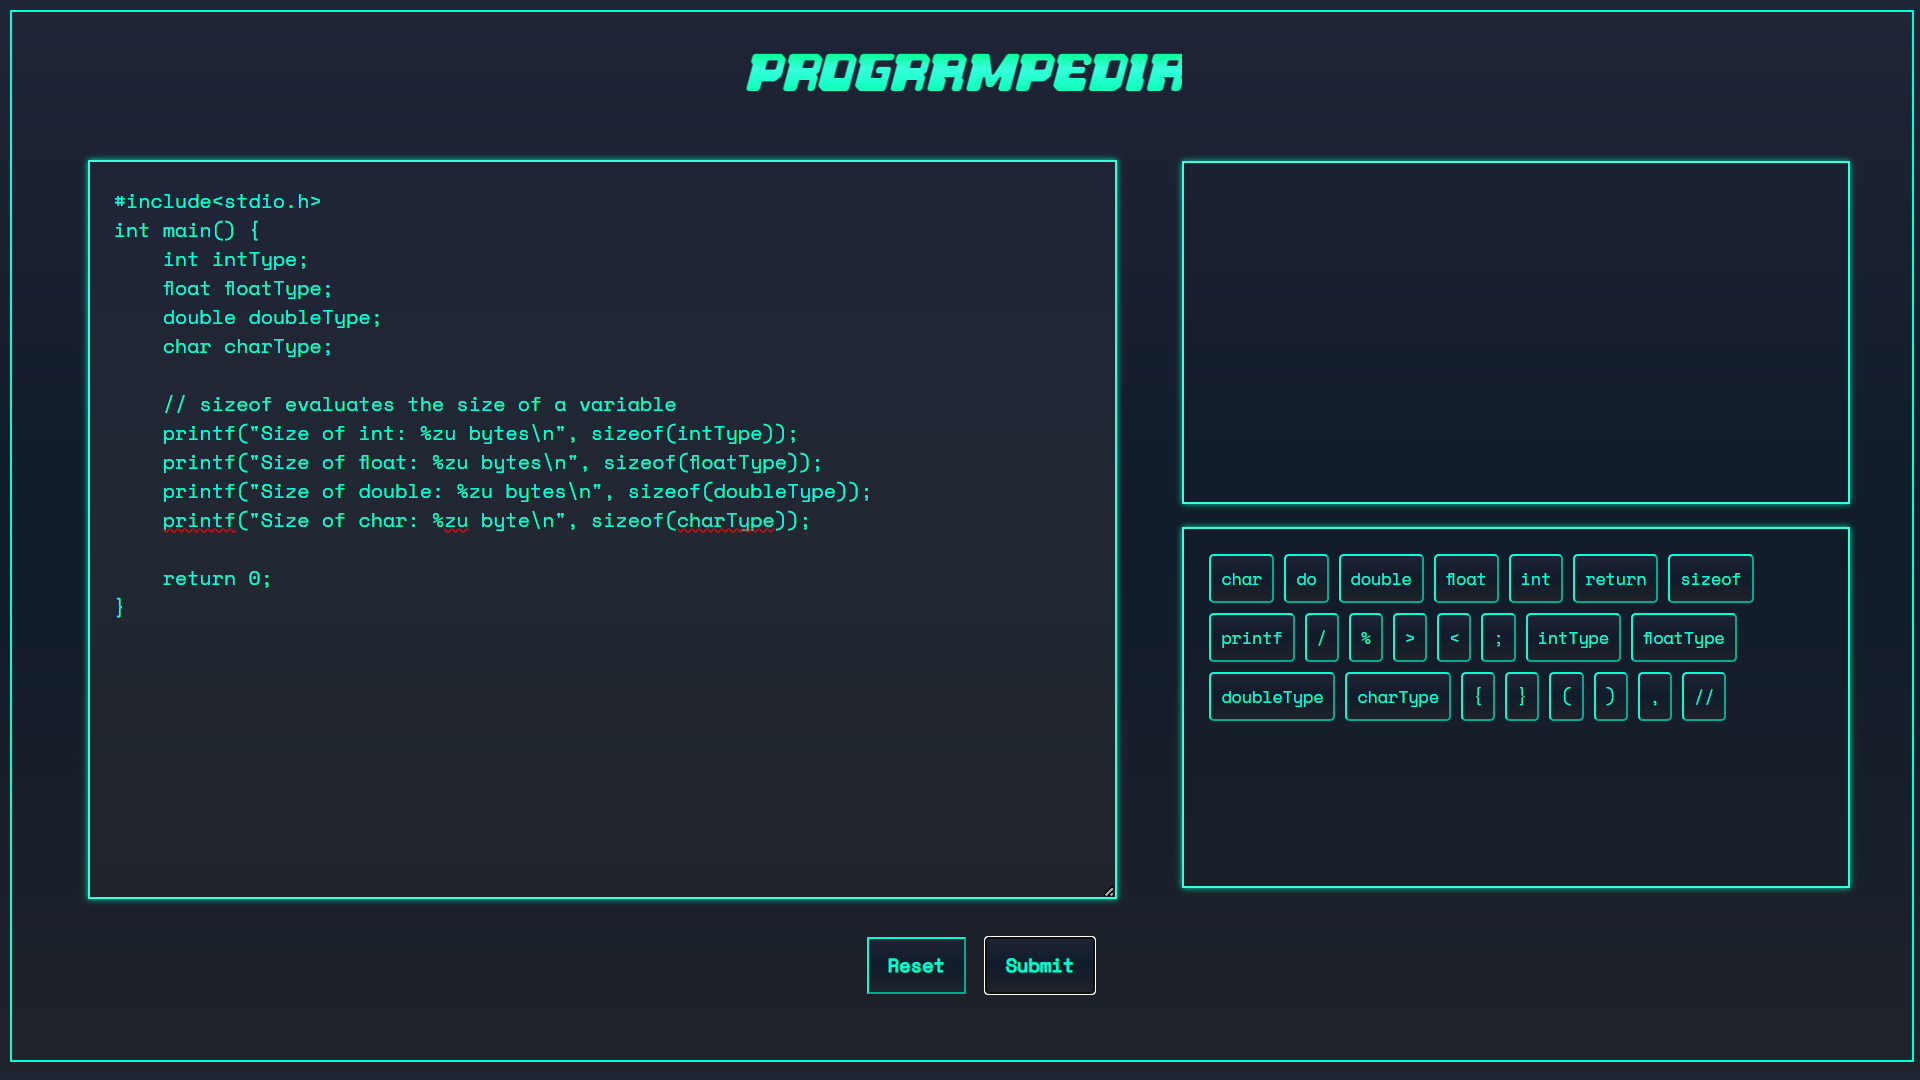 PROGRAMPEDIA
#include<stdio.h>
int main() {
    int intType;
    float floatType;
    double doubleType;
    char charType;

    // sizeof evaluates the size of a variable
    printf("Size of int: %zu bytes\n", sizeof(intType));
    printf("Size of float: %zu bytes\n", sizeof(floatType));
    printf("Size of double: %zu bytes\n", sizeof(doubleType));
    printf("Size of char: %zu byte\n", sizeof(charType));

    return 0;
}
char do double float int return sizeof
printf / % > < ; intType floatType
doubleType charType { } ( ) , //
Reset Submit